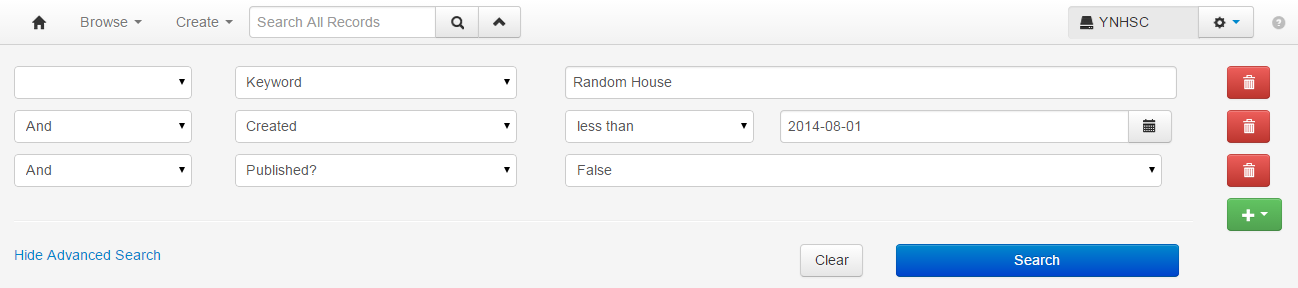 Browse Create Search All Records YNHSC
Keyword Random House
And Created less than 2014-08-01
And Published? False
Hide Advanced Search Clear Search